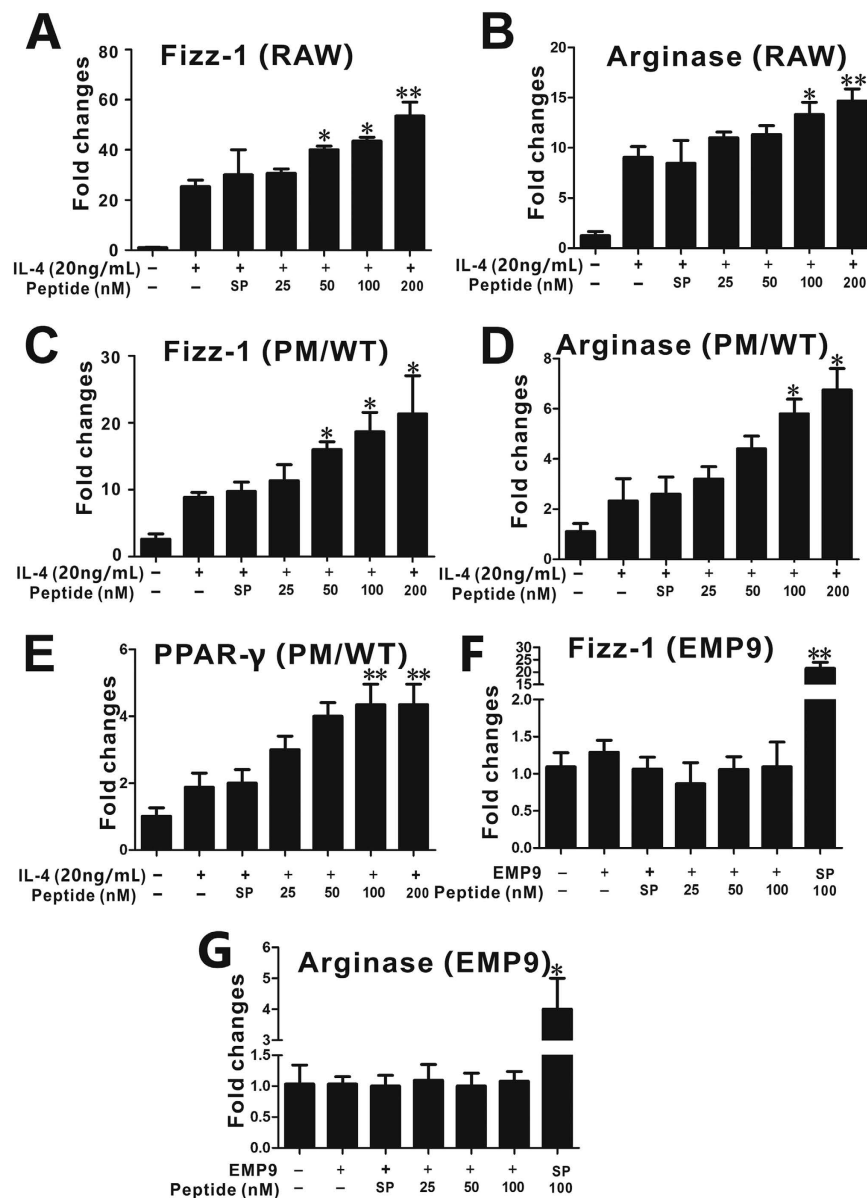 A
Fizz-1 (RAW)
Fold changes
80
60
40
20
0
* * **
IL-4 (20ng/mL) – + + + + + +
Peptide (nM) – – SP 25 50 100 200
B
Arginase (RAW)
Fold changes
20
15
10
5
0
* **
IL-4 (20ng/mL) – + + + + + +
Peptide (nM) – – SP 25 50 100 200
C
Fizz-1 (PM/WT)
Fold changes
30
20
10
0
* * *
IL-4 (20ng/mL) – + + + + + +
Peptide (nM) – – SP 25 50 100 200
D
Arginase (PM/WT)
Fold changes
8
6
4
2
0
* *
IL-4 (20ng/mL) – + + + + + +
Peptide (nM) – – SP 25 50 100 200
E
PPAR-γ (PM/WT)
Fold changes
6
4
2
0
** **
IL-4 (20ng/mL) – + + + + + +
Peptide (nM) – – SP 25 50 100 200
F
Fizz-1 (EMP9)
Fold changes
30
25
20
15
2.0
1.5
1.0
0.5
0.0
**
EMP9 – + + + + + SP
Peptide (nM) – – SP 25 50 100 100
G
Arginase (EMP9)
Fold changes
6
5
4
3
1.5
1.0
0.5
0.0
*
EMP9 – + + + + + SP
Peptide (nM) – – SP 25 50 100 100